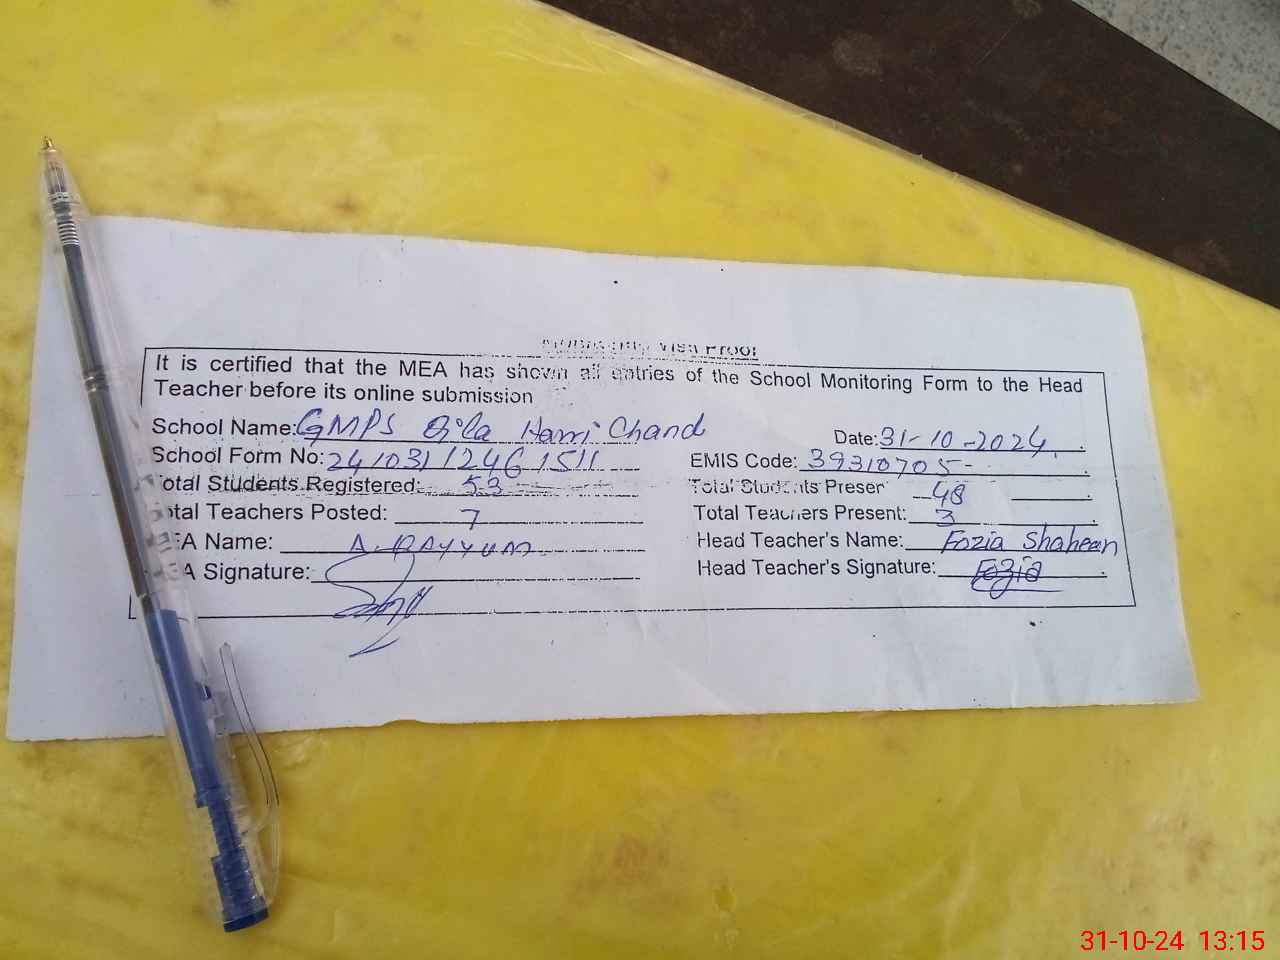 Visit Proof
It is certified that the MEA has shown all entries of the School Monitoring Form to the Head
Teacher before its online submission
School Name: GMPS Qila Harri Chand Date: 31-10-2024
School Form No: 24103112461511 EMIS Code: 39310705
Total Students Registered: 53 Total Students Presen 48
otal Teachers Posted: 7 Total Teachers Present: 3
EA Name: A. QAYYUM Head Teacher's Name: Fozia Shaheen
EA Signature: Head Teacher's Signature: Fozia
31-10-24 13:15